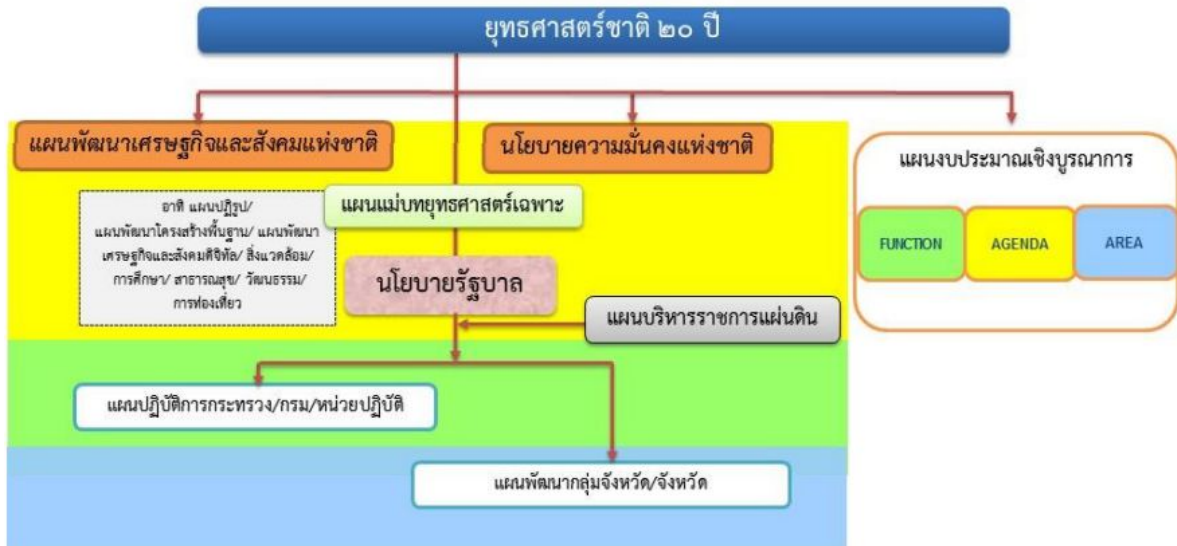 ยุทธศาสตร์ชาติ ๒๐ ปี
แผนพัฒนาเศรษฐกิจและสังคมแห่งชาติ
นโยบายความมั่นคงแห่งชาติ
แผนงบประมาณเชิงบูรณาการ
FUNCTION
AGENDA
AREA
แผนแม่บทยุทธศาสตร์เฉพาะ
อาทิ แผนปฏิรูป/
แผนพัฒนาโครงสร้างพื้นฐาน/ แผนพัฒนา
เศรษฐกิจและสังคมดิจิทัล/ สิ่งแวดล้อม/
การศึกษา/ สาธารณสุข/ วัฒนธรรม/
การท่องเที่ยว
นโยบายรัฐบาล
แผนบริหารราชการแผ่นดิน
แผนปฏิบัติการกระทรวง/กรม/หน่วยปฏิบัติ
แผนพัฒนากลุ่มจังหวัด/จังหวัด